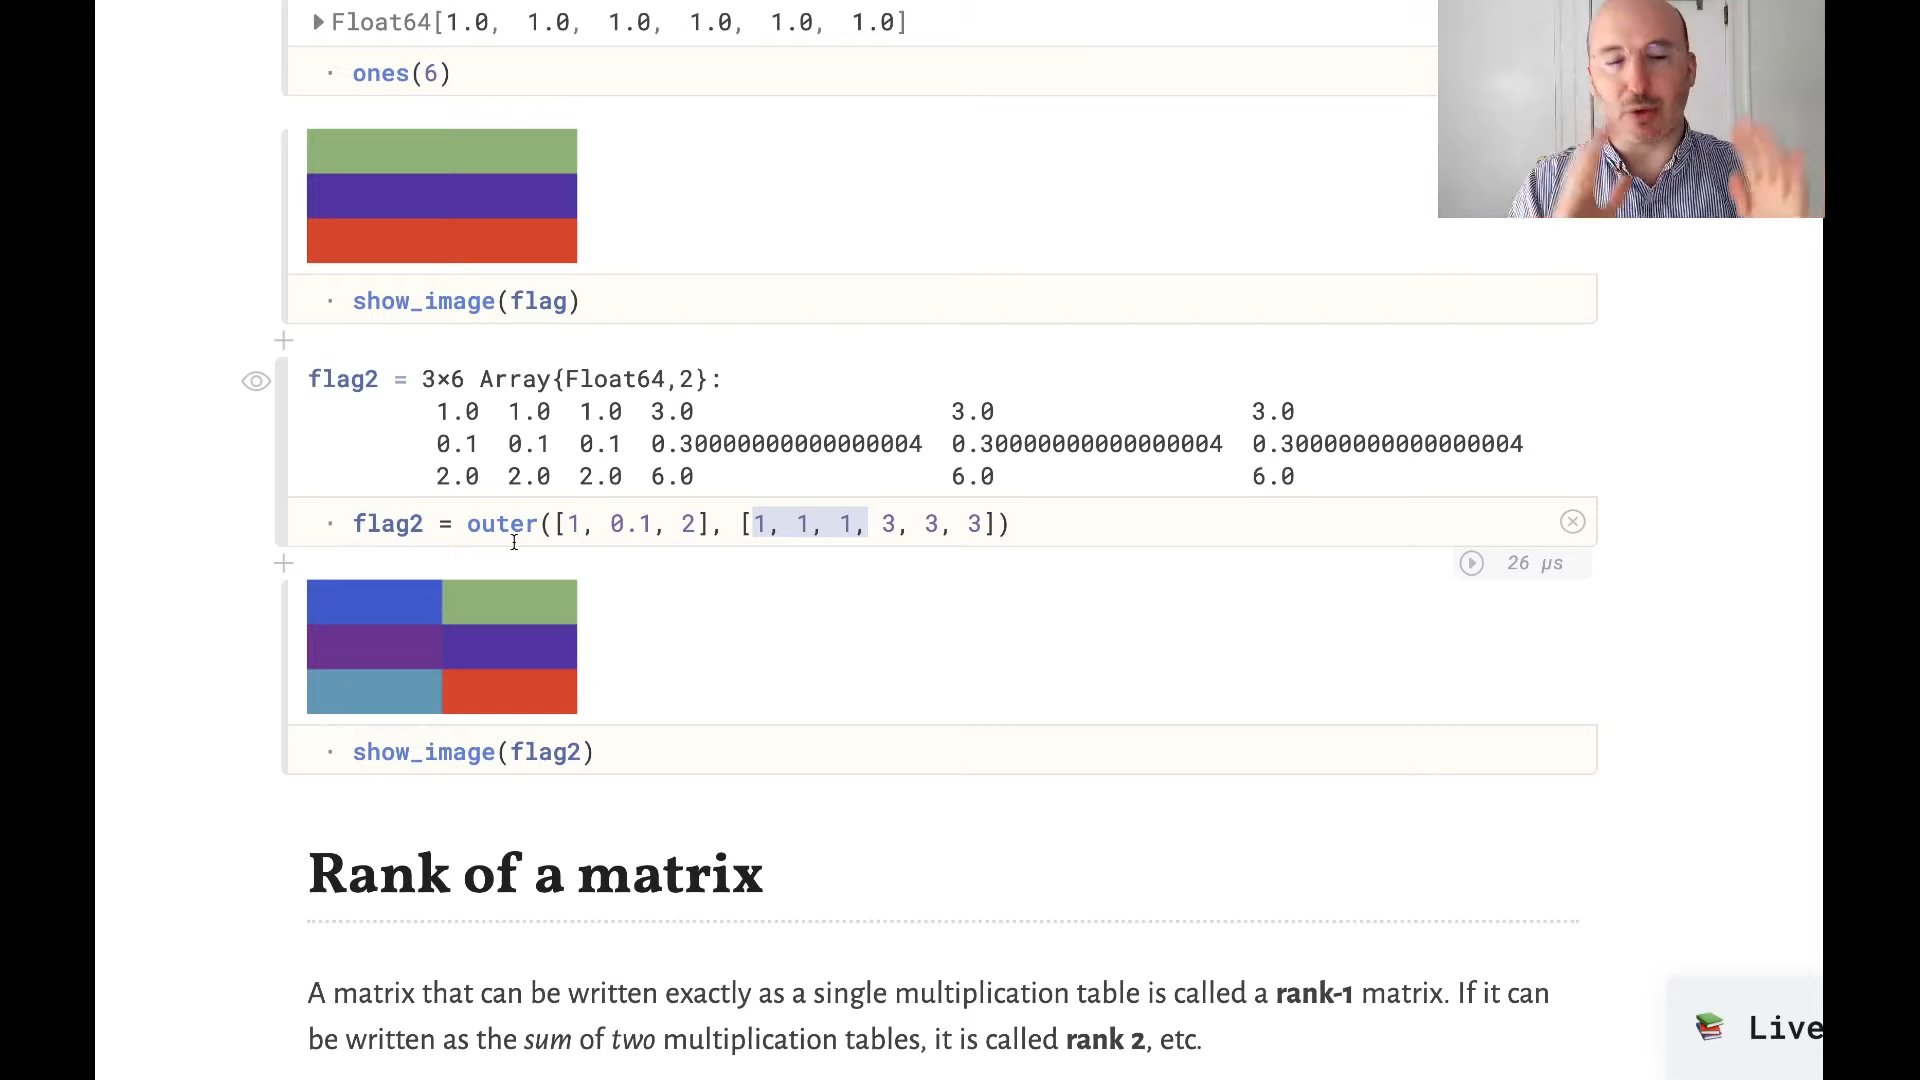 Float64[1.0, 1.0, 1.0, 1.0, 1.0, 1.0]
ones(6)
show_image(flag)
flag2 = 3×6 Array{Float64,2}:
1.0 1.0 1.0 3.0 3.0 3.0
0.1 0.1 0.1 0.30000000000000004 0.30000000000000004 0.30000000000000004
2.0 2.0 2.0 6.0 6.0 6.0
flag2 = outer([1, 0.1, 2], [1, 1, 1, 3, 3, 3])
26 μs
show_image(flag2)
Rank of a matrix
A matrix that can be written exactly as a single multiplication table is called a rank-1 matrix. If it can
be written as the sum of two multiplication tables, it is called rank 2, etc.
Live